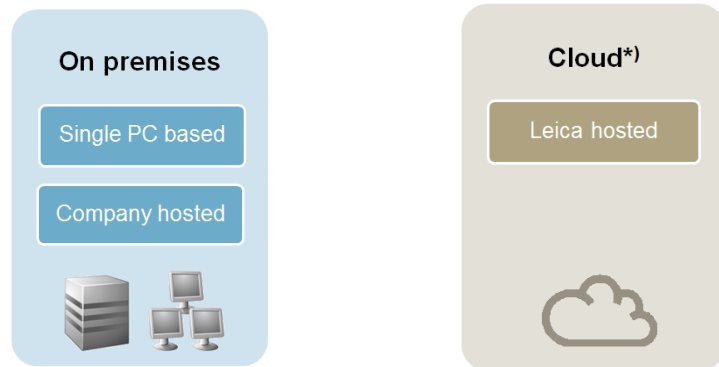 On premises
Single PC based
Company hosted
Cloud*)
Leica hosted